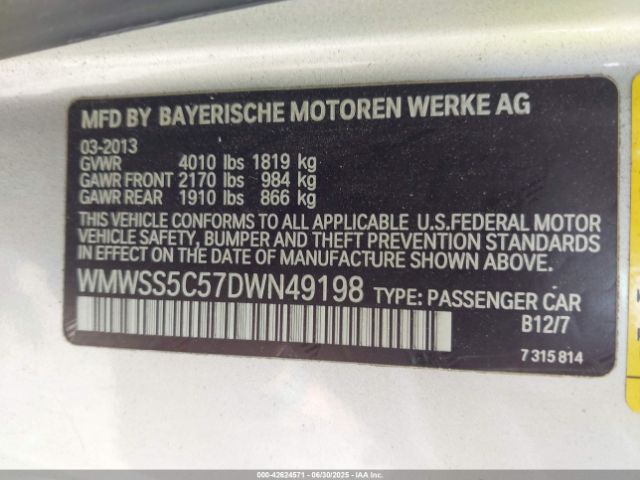 MFD BY BAYERISCHE MOTOREN WERKE AG
03-2013
GVWR 4010 lbs 1819 kg
GAWR FRONT 2170 lbs 984 kg
GAWR REAR 1910 lbs 866 kg
THIS VEHICLE CONFORMS TO ALL APPLICABLE U.S.FEDERAL MOTOR
VEHICLE SAFETY, BUMPER AND THEFT PREVENTION STANDARDS
IN EFFECT ON THE DATE OF MANUFACTURE SHOWN ABOVE.
WMWSS5C57DWN49198 TYPE: PASSENGER CAR
B12/7
7 315 814
000-42624571 - 06/30/2025 - IAAI.COM